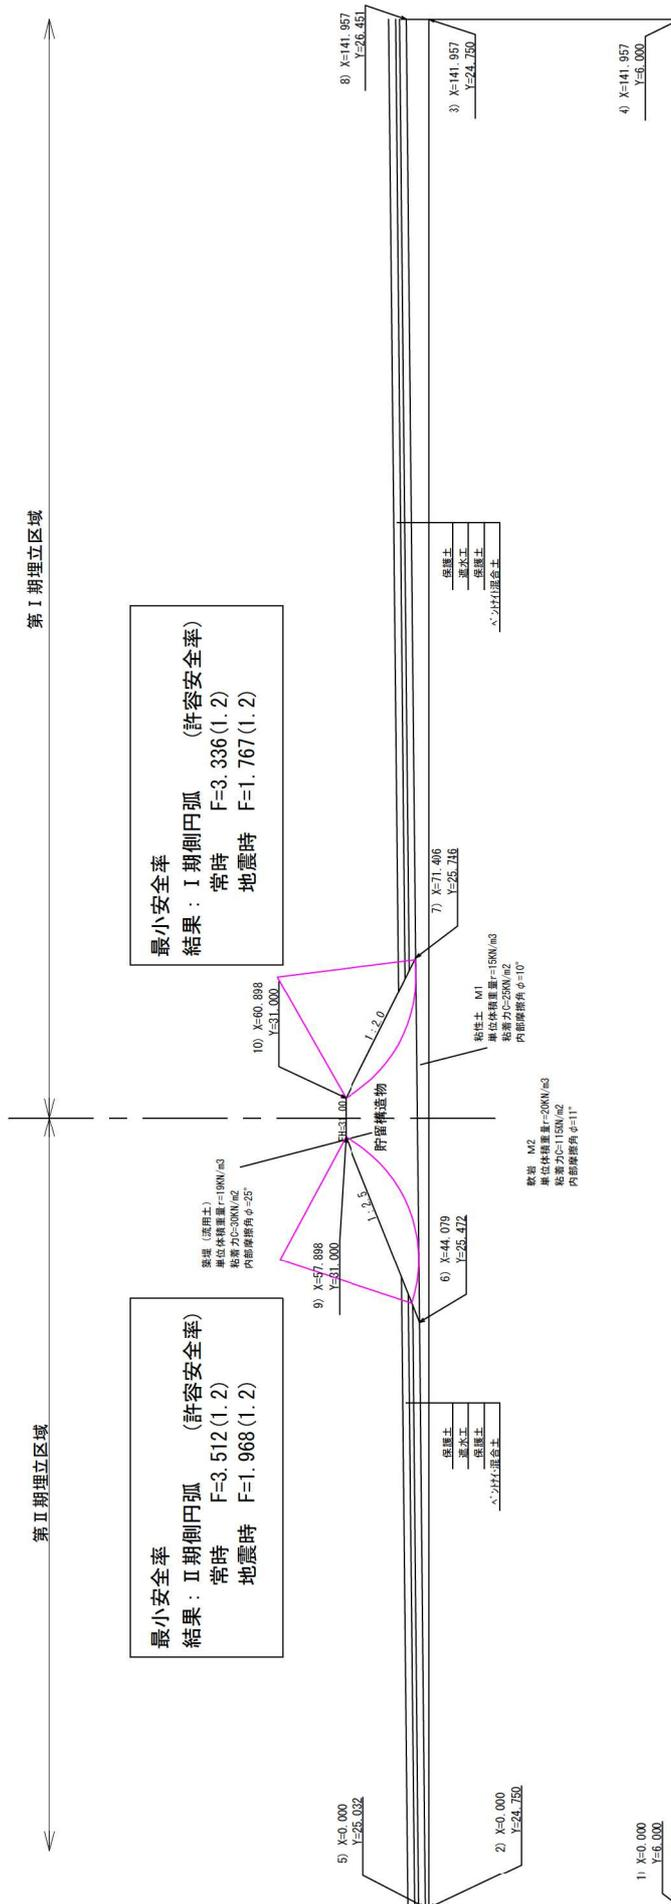 第Ⅱ期埋立区域
第Ⅰ期埋立区域
最小安全率
結果：Ⅱ期側円弧 (許容安全率)
常時 F=3.512(1.2)
地震時 F=1.968(1.2)
最小安全率
結果：Ⅰ期側円弧 (許容安全率)
常時 F=3.336(1.2)
地震時 F=1.767(1.2)
築堤（流用土）
単位体積重量r=19KN/m3
粘着力C=30KN/m2
内部摩擦角φ=25°
10) X=60.898
Y=31.000
9) X=57.898
Y=31.000
TH=31.00
貯留構造物
1:2.5
1:2.0
8) X=141.957
Y=26.451
5) X=0.000
Y=25.032
3) X=141.957
Y=24.750
7) X=71.406
Y=25.746
6) X=44.079
Y=25.472
2) X=0.000
Y=24.750
保護土
遮水工
保護土
ベントナイト混合土
保護土
遮水工
保護土
ベントナイト混合土
粘性土 M1
単位体積重量r=15KN/m3
粘着力C=25KN/m2
内部摩擦角φ=10°
軟岩 M2
単位体積重量r=20KN/m3
粘着力C=115KN/m2
内部摩擦角φ=11°
4) X=141.957
Y=6.000
1) X=0.000
Y=6.000